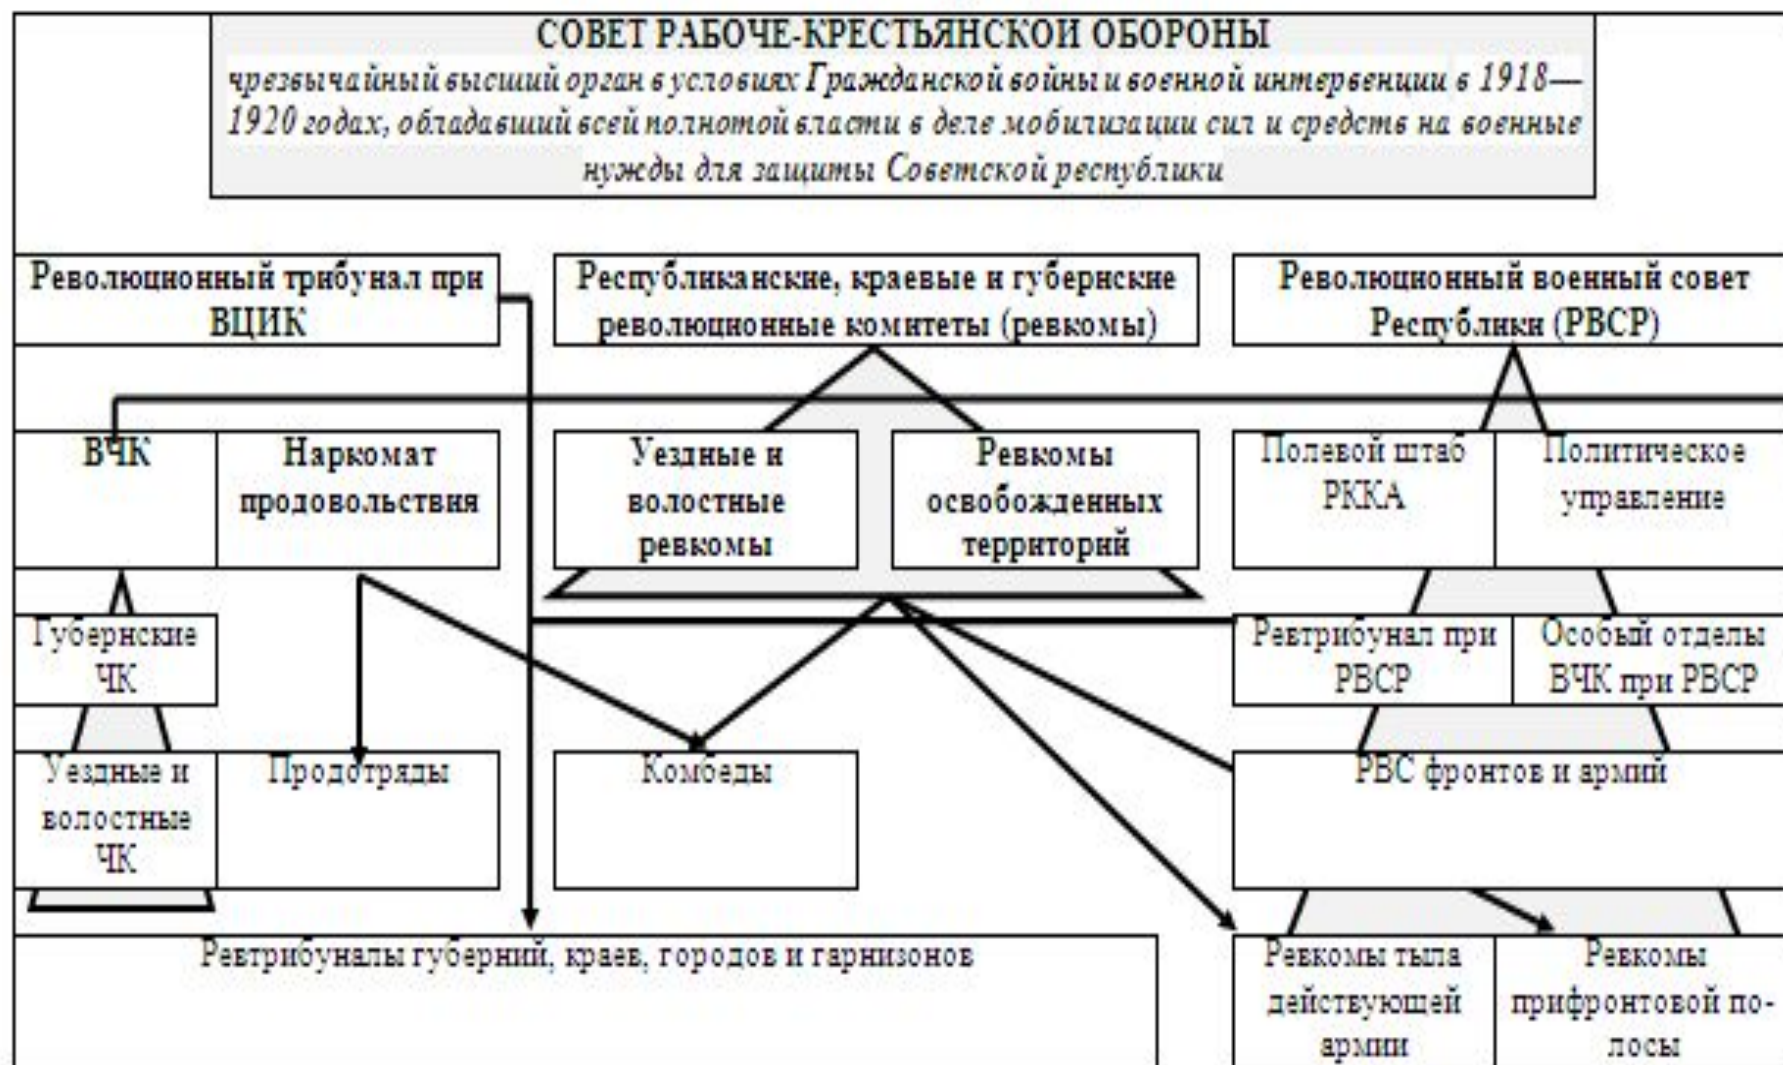 СОВЕТ РАБОЧЕ-КРЕСТЬЯНСКОЙ ОБОРОНЫ
чрезвычайный высший орган в условиях Гражданской войны и военной интервенции в 1918—
1920 годах, обладавший всей полнотой власти в деле мобилизации сил и средств на военные
нужды для защиты Советской республики
Революционный трибунал при
ВЦИК
Республиканские, краевые и губернские
революционные комитеты (ревкомы)
Революционный военный совет
Республики (РВСР)
ВЧК
Наркомат
продовольствия
Уездные и
волостные
ревкомы
Ревкомы
освобожденных
территорий
Полевой штаб
РККА
Политическое
управление
Губернские
ЧК
Ревтрибунал при
РВСР
Особый отделы
ВЧК при РВСР
Уездные и
волостные
ЧК
Продотряды
Комбеды
РВС фронтов и армий
Ревтрибуналы губерний, краев, городов и гарнизонов
Ревкомы тыла
действующей
армии
Ревкомы
прифронтовой по-
лосы